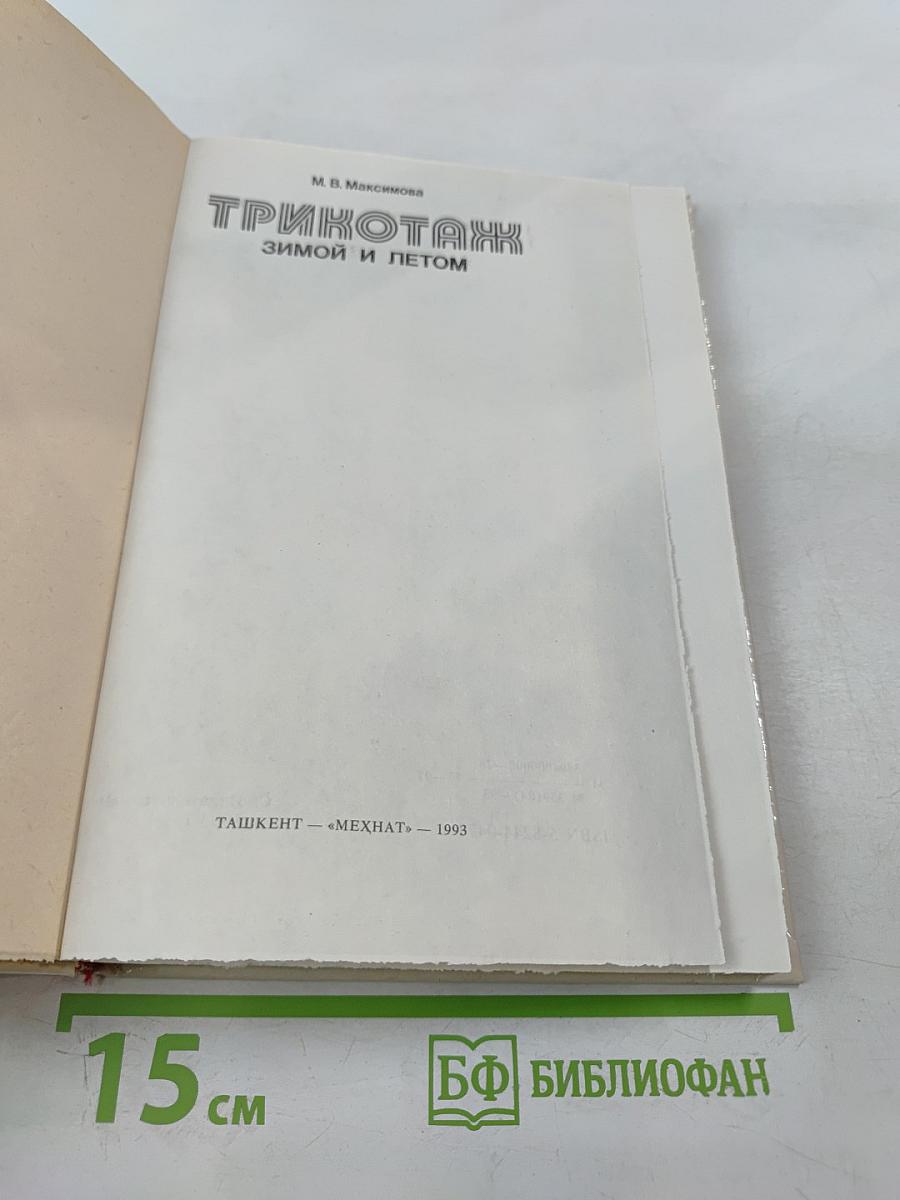 М. В. Максимова
ТРИКОТАЖ
ЗИМОЙ И ЛЕТОМ
ТАШКЕНТ — «МЕҲНАТ» — 1993
15 см
БФ БИБЛИОФАН